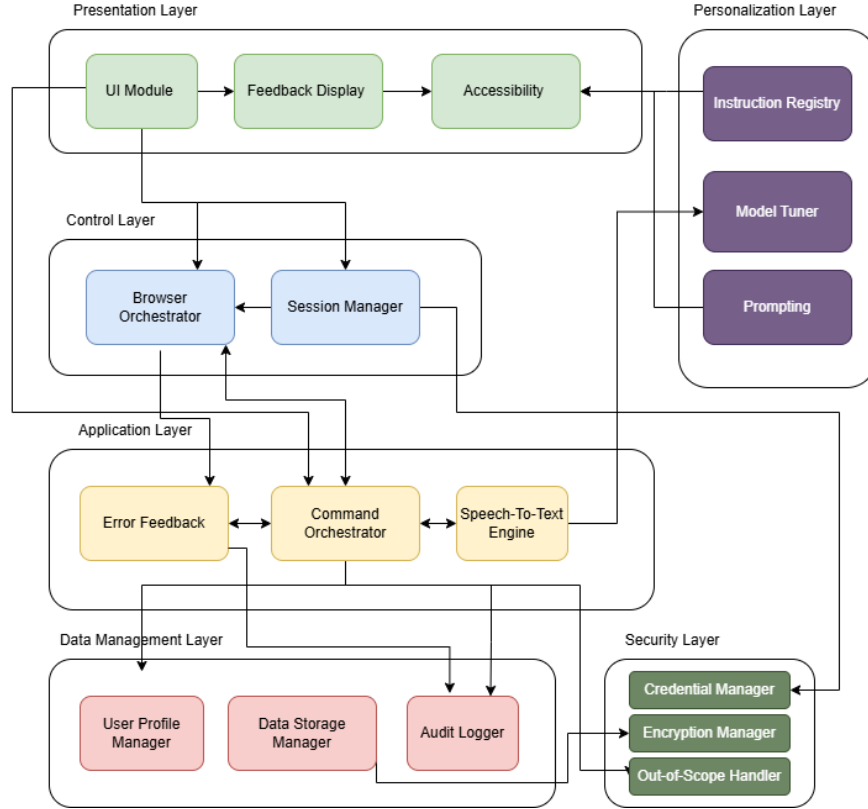 Presentation Layer
Personalization Layer
UI Module
Feedback Display
Accessibility
Instruction Registry
Model Tuner
Prompting
Control Layer
Browser
Orchestrator
Session Manager
Application Layer
Error Feedback
Command
Orchestrator
Speech-To-Text
Engine
Data Management Layer
User Profile
Manager
Data Storage
Manager
Audit Logger
Security Layer
Credential Manager
Encryption Manager
Out-of-Scope Handler